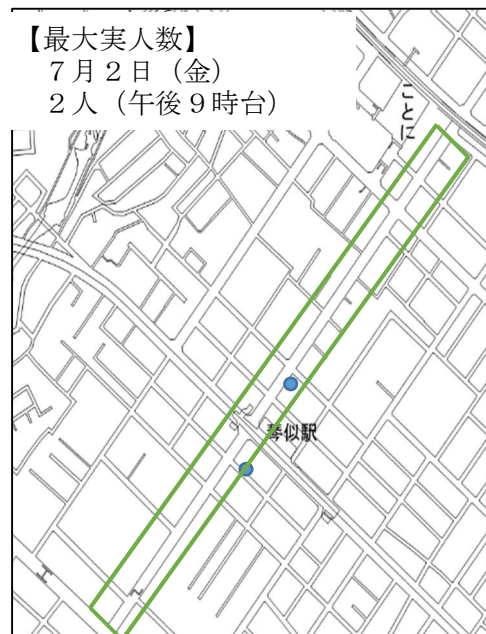 【最大実人数】
７月２日（金）
２人（午後９時台）
ことに
琴似駅